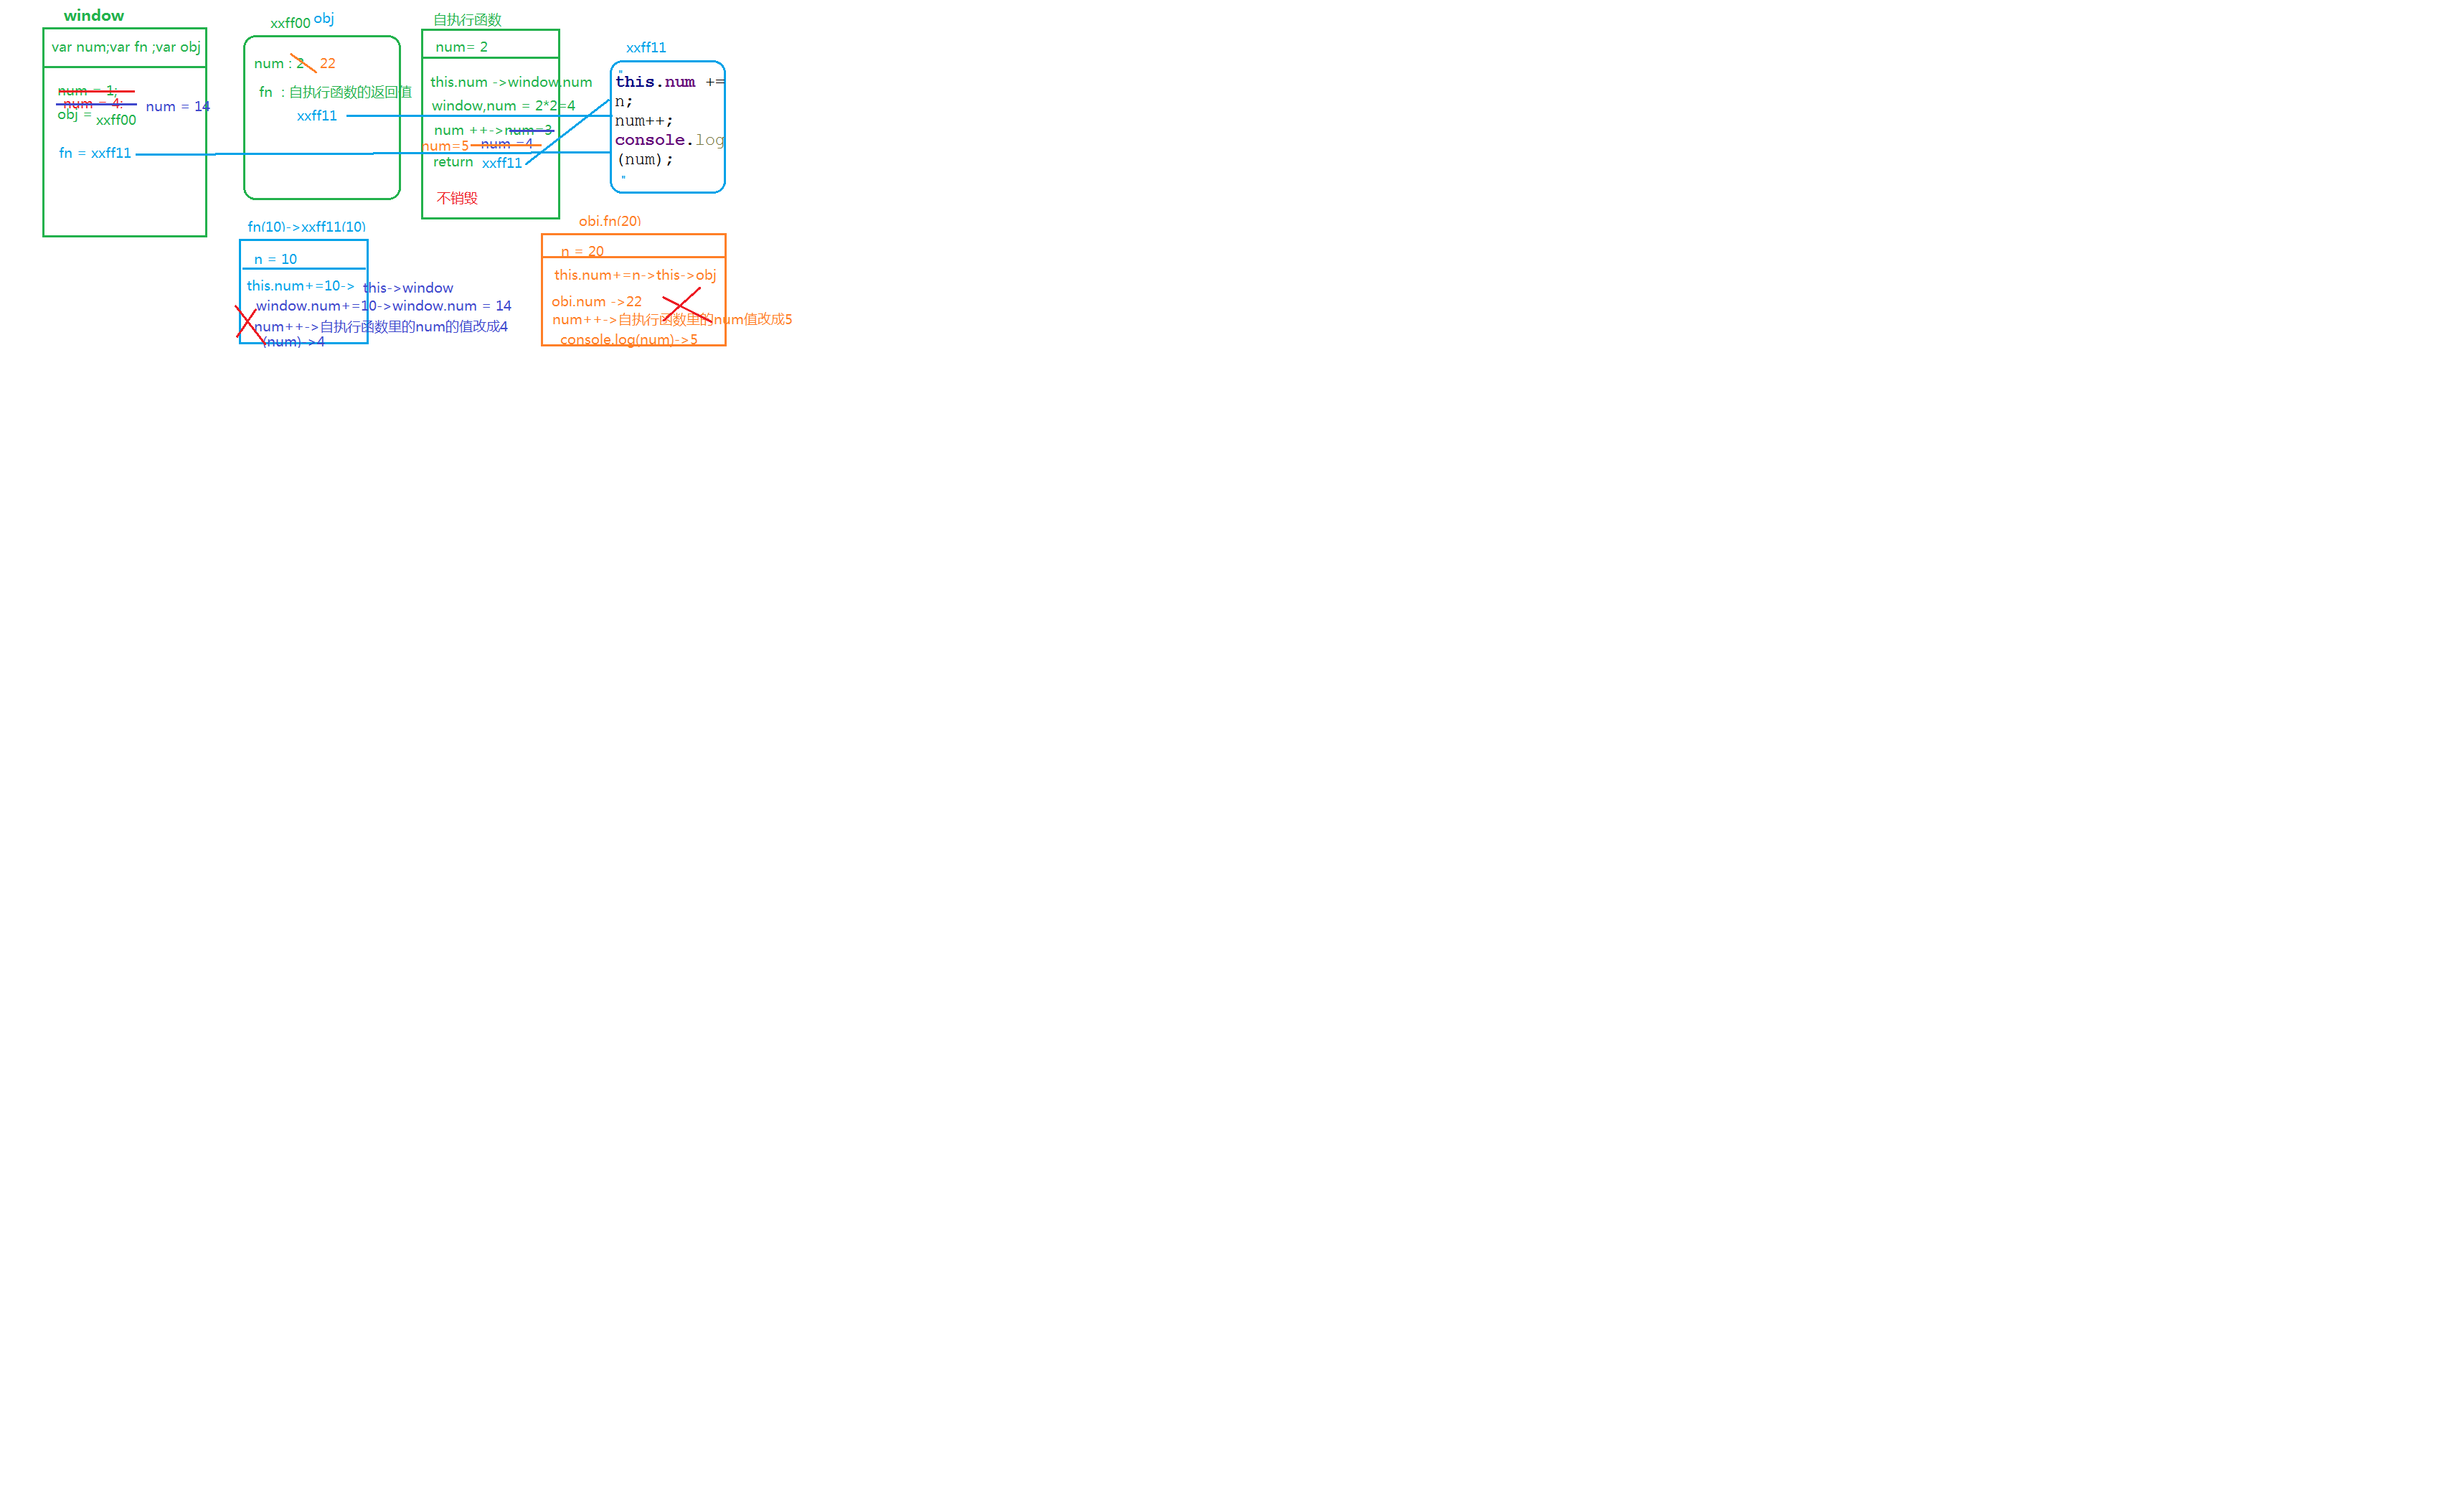 window
var num;var fn ;var obj
num = 1;
num = 4;
num = 14
obj = xxff00
fn = xxff11
xxff00 obj
num : 2 22
fn : 自执行函数的返回值
xxff11
自执行函数
num= 2
this.num ->window.num
window,num = 2*2=4
num ++->num=3
num=5 num =4
return xxff11
不销毁
xxff11
"
this.num +=
n;
num++;
console.log
(num);
"
fn(10)->xxff11(10)
n = 10
this.num+=10-> this->window
window.num+=10->window.num = 14
num++->自执行函数里的num的值改成4
(num)->4
obj.fn(20)
n = 20
this.num+=n->this->obj
obj.num ->22
num++->自执行函数里的num值改成5
console.log(num)->5